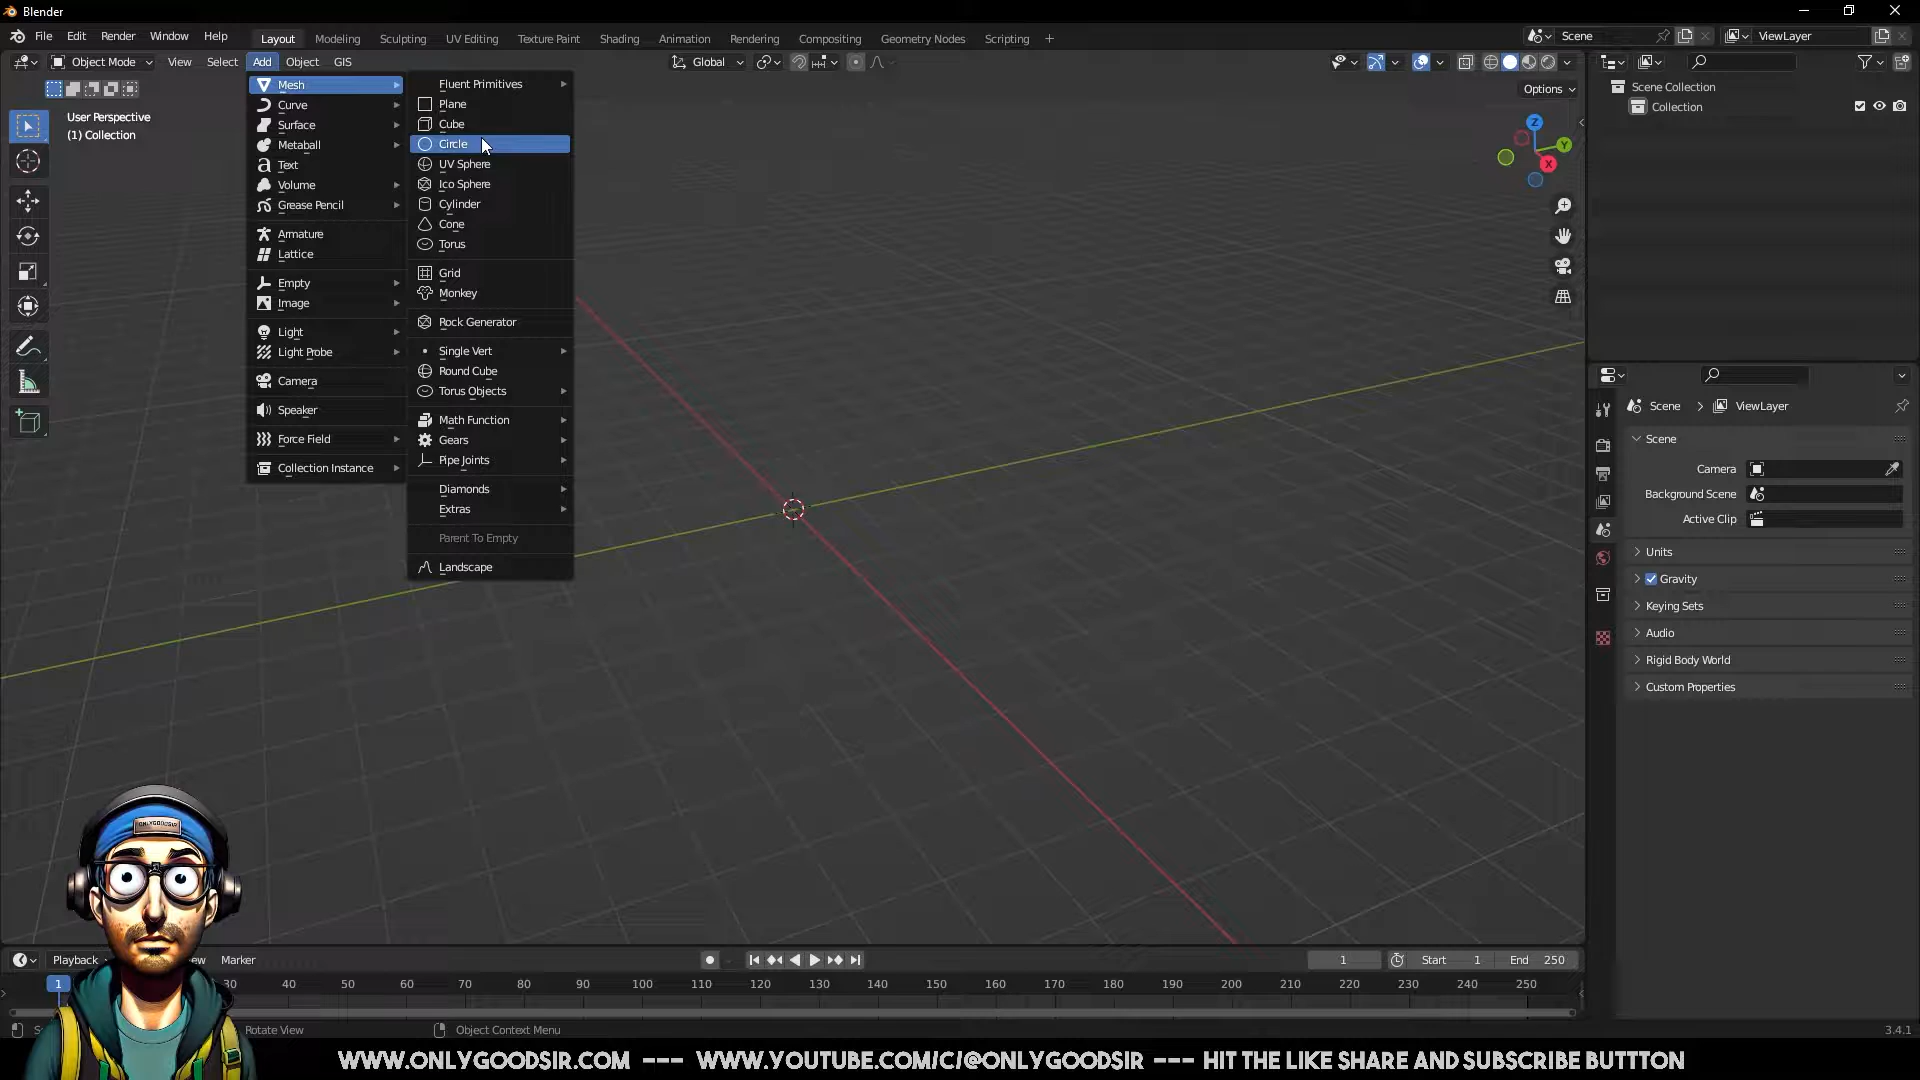 Blender
File Edit Render Window Help
Layout Modeling Sculpting UV Editing Texture Paint Shading Animation Rendering Compositing Geometry Nodes Scripting +
Scene
ViewLayer
Object Mode View Select Add Object GIS
Global
Options
User Perspective
(1) Collection
Mesh
Curve
Surface
Metaball
Text
Volume
Grease Pencil
Armature
Lattice
Empty
Image
Light
Light Probe
Camera
Speaker
Force Field
Collection Instance
Fluent Primitives
Plane
Cube
Circle
UV Sphere
Ico Sphere
Cylinder
Cone
Torus
Grid
Monkey
Rock Generator
Single Vert
Round Cube
Torus Objects
Math Function
Gears
Pipe Joints
Diamonds
Extras
Parent To Empty
Landscape
Z
Y
X
Scene Collection
Collection
Scene > ViewLayer
Scene
Camera
Background Scene
Active Clip
Units
Gravity
Keying Sets
Audio
Rigid Body World
Custom Properties
Playback Marker
1 Start 1 End 250
1 30 40 50 60 70 80 90 100 110 120 130 140 150 160 170 180 190 200 210 220 230 240 250
Rotate View Object Context Menu
3.4.1
ONLYGOODSIR
WWW.ONLYGOODSIR.COM --- WWW.YOUTUBE.COM/C/@ONLYGOODSIR --- HIT THE LIKE SHARE AND SUBSCRIBE BUTTTON